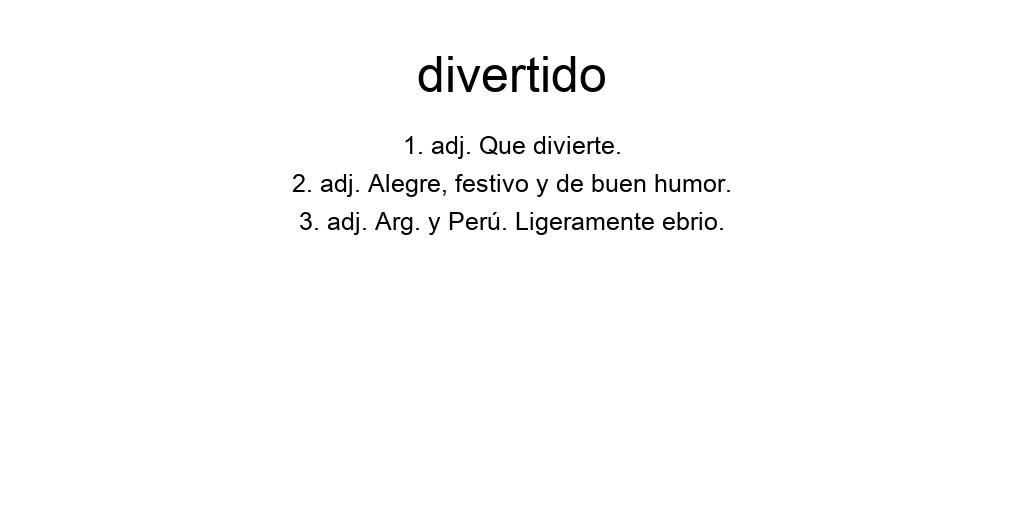 divertido
1. adj. Que divierte.
2. adj. Alegre, festivo y de buen humor.
3. adj. Arg. y Perú. Ligeramente ebrio.